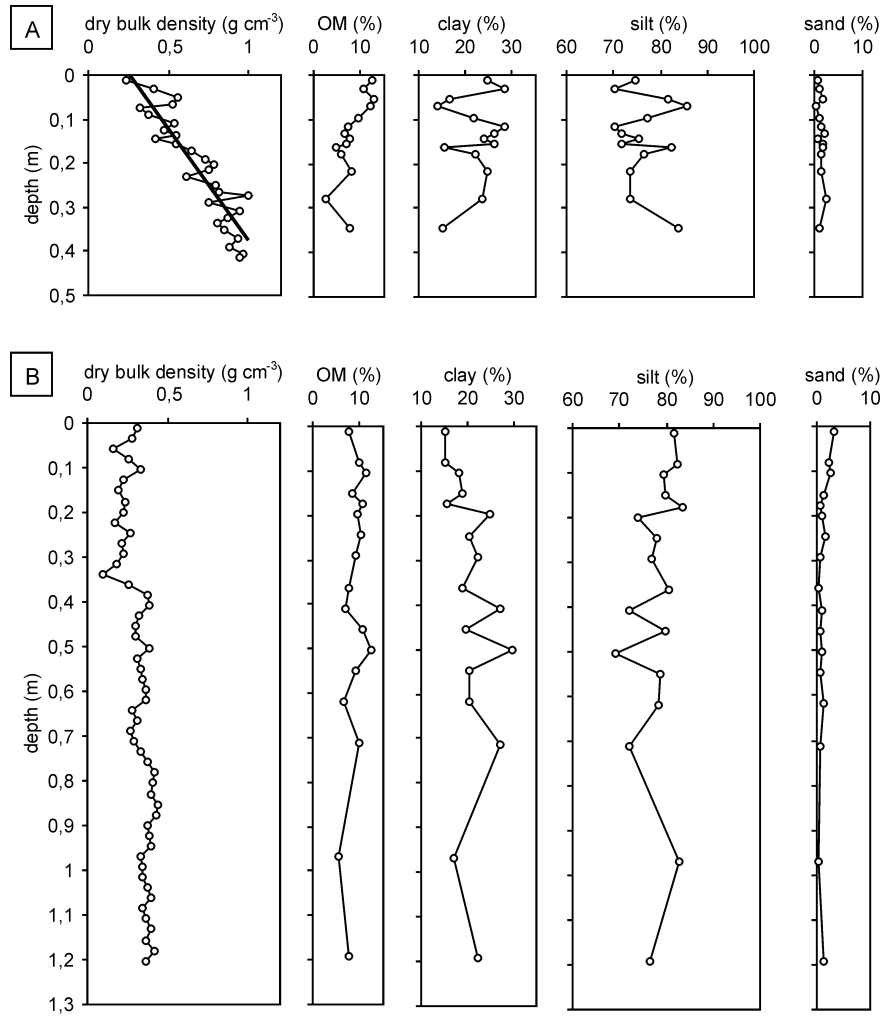 A
dry bulk density (g cm-3) OM (%) clay (%) silt (%) sand (%)
0 0,5 1 0 10 10 20 30 60 70 80 90 100 0 10
0
0,1
0,2
0,3
0,4
0,5
depth (m)
B
dry bulk density (g cm-3) OM (%) clay (%) silt (%) sand (%)
0 0,5 1 0 10 10 20 30 60 70 80 90 100 0 10
0
0,1
0,2
0,3
0,4
0,5
0,6
0,7
0,8
0,9
1
1,1
1,2
1,3
depth (m)